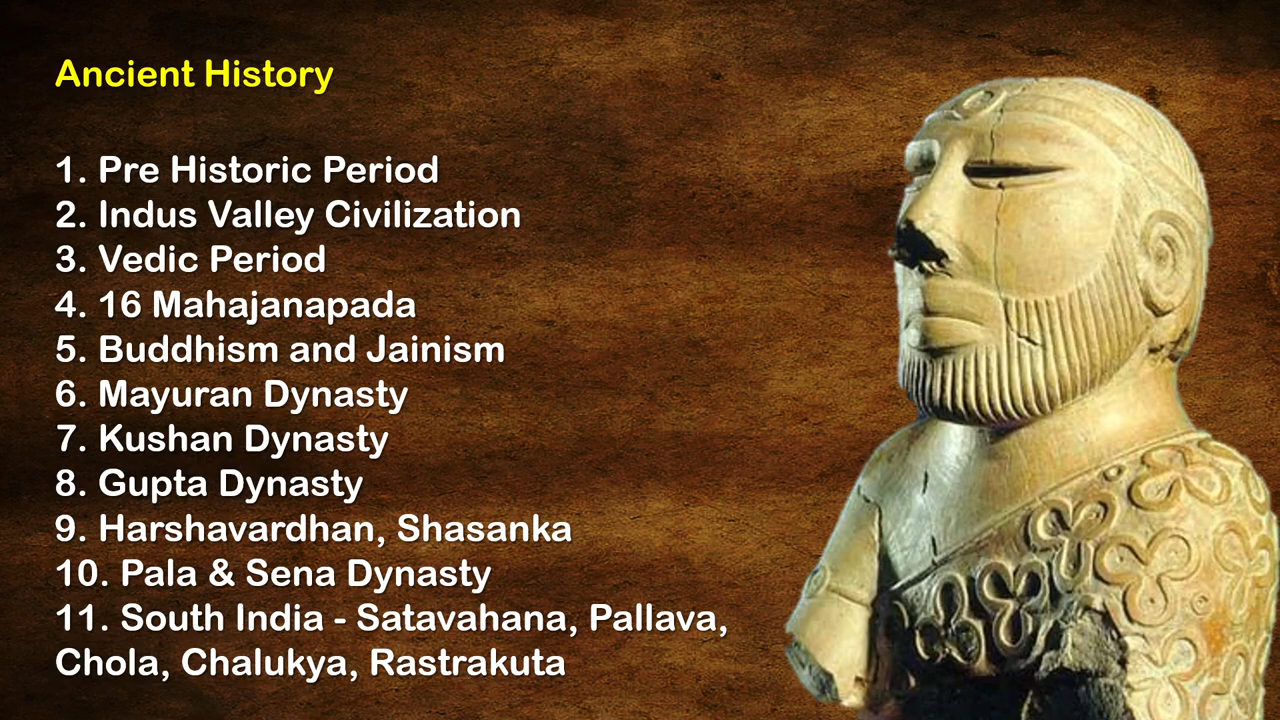 Ancient History
1. Pre Historic Period
2. Indus Valley Civilization
3. Vedic Period
4. 16 Mahajanapada
5. Buddhism and Jainism
6. Mayuran Dynasty
7. Kushan Dynasty
8. Gupta Dynasty
9. Harshavardhan, Shasanka
10. Pala & Sena Dynasty
11. South India - Satavahana, Pallava,
Chola, Chalukya, Rastrakuta